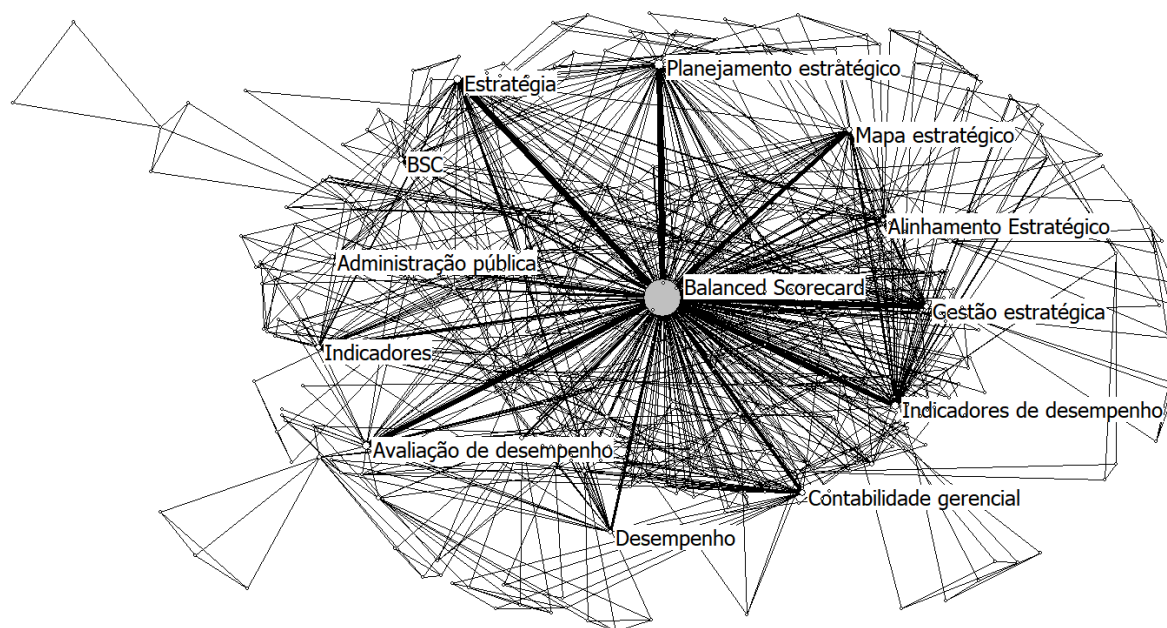 Planejamento estratégico
Estratégia
Mapa estratégico
BSC
Alinhamento Estratégico
Administração pública
Balanced Scorecard
Gestão estratégica
Indicadores
Indicadores de desempenho
Avaliação de desempenho
Contabilidade gerencial
Desempenho